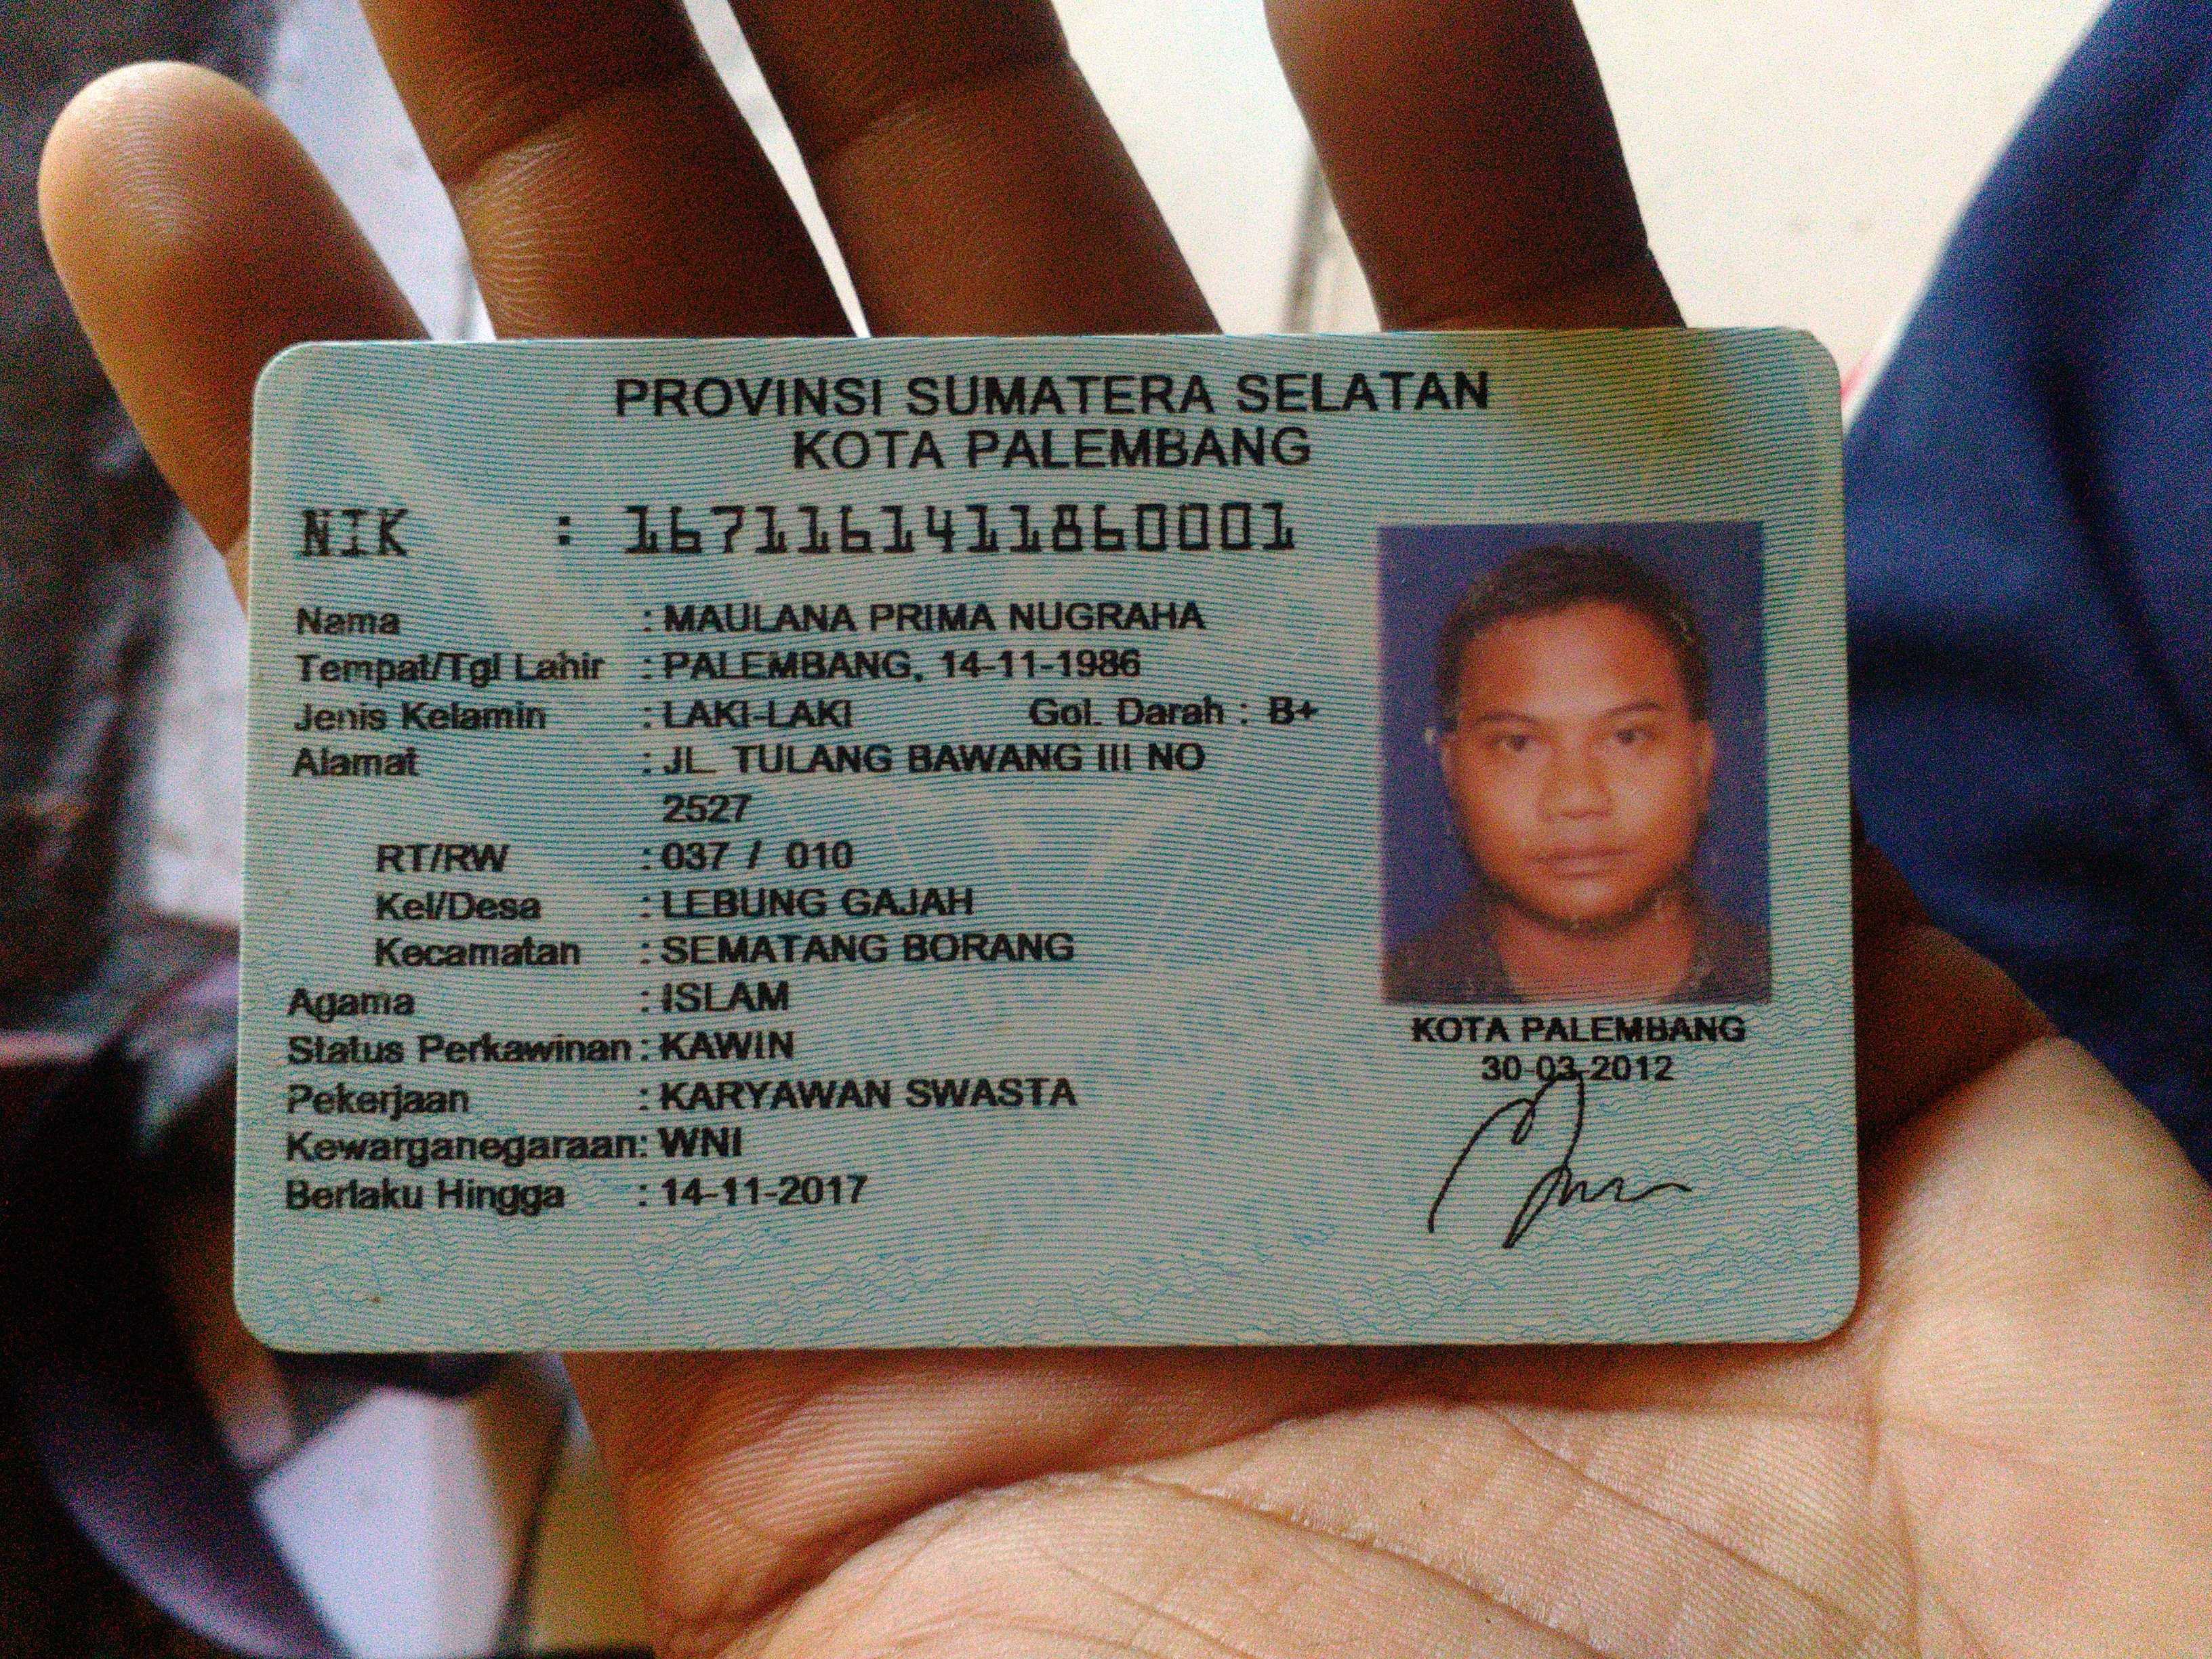 PROVINSI SUMATERA SELATAN
KOTA PALEMBANG
NIK : 1671161411860001
Nama : MAULANA PRIMA NUGRAHA
Tempat/Tgl Lahir : PALEMBANG, 14-11-1986
Jenis Kelamin : LAKI-LAKI Gol. Darah : B+
Alamat : JL. TULANG BAWANG III NO
2527
RT/RW : 037 / 010
Kel/Desa : LEBUNG GAJAH
Kecamatan : SEMATANG BORANG
Agama : ISLAM
Status Perkawinan : KAWIN
Pekerjaan : KARYAWAN SWASTA
Kewarganegaraan: WNI
Berlaku Hingga : 14-11-2017
KOTA PALEMBANG
30-03-2012